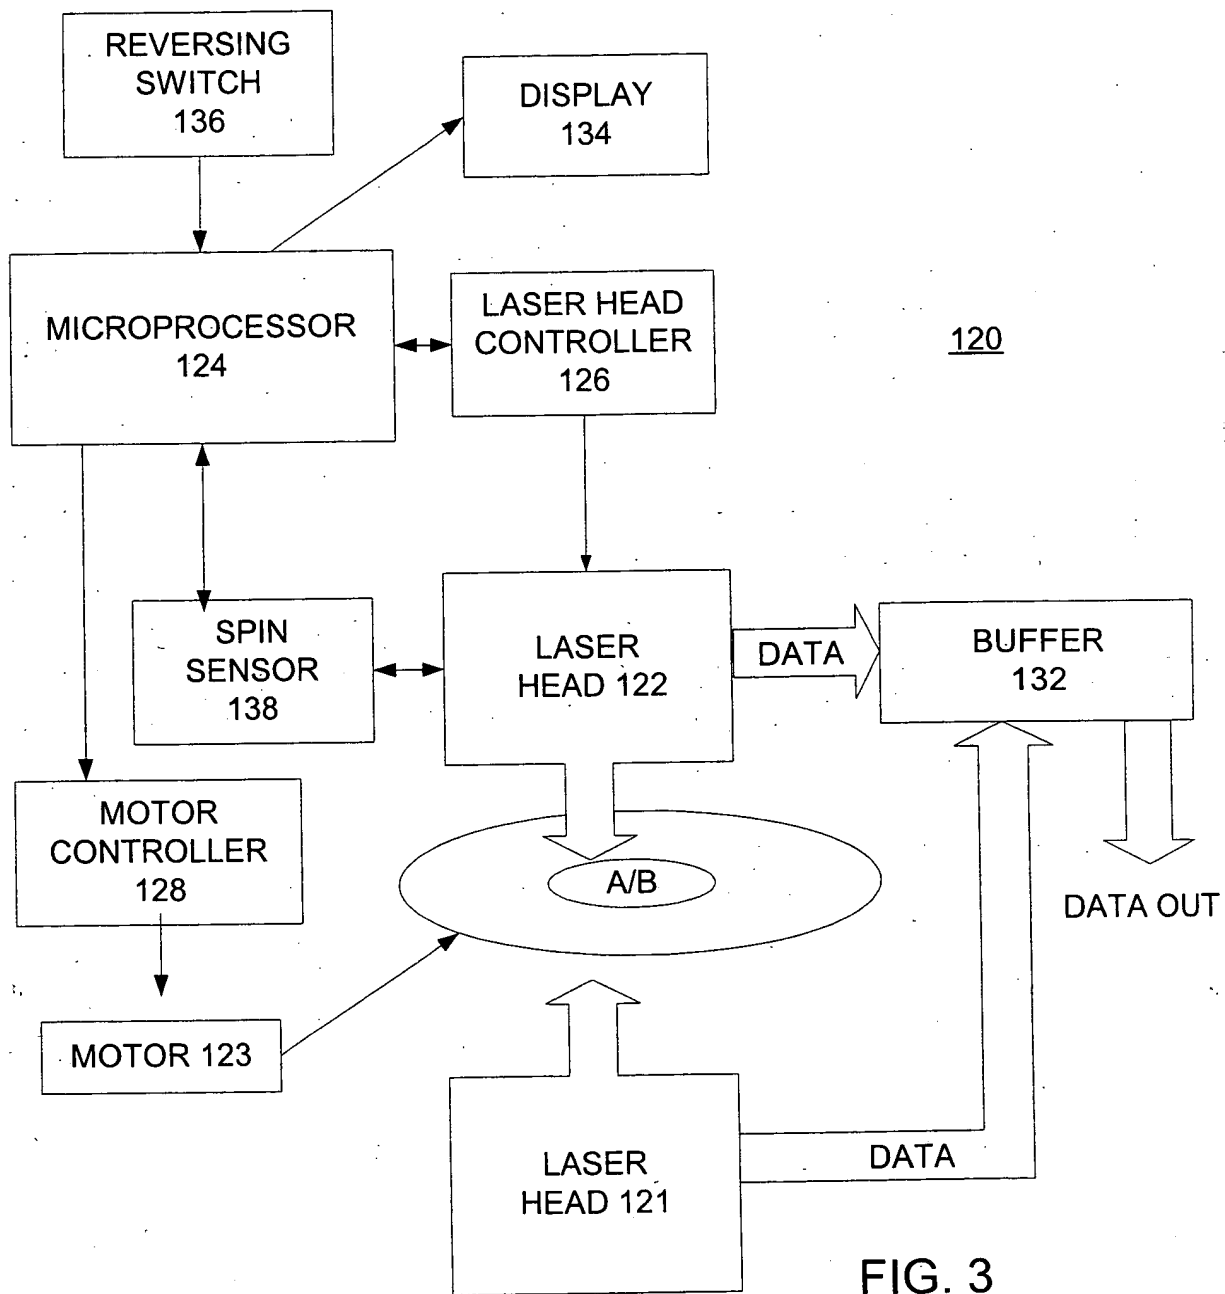 REVERSING
SWITCH
136
DISPLAY
134
MICROPROCESSOR
124
LASER HEAD
CONTROLLER
126
120
SPIN
SENSOR
138
LASER
HEAD 122
DATA
BUFFER
132
MOTOR
CONTROLLER
128
A/B
DATA OUT
MOTOR 123
LASER
HEAD 121
DATA
FIG. 3